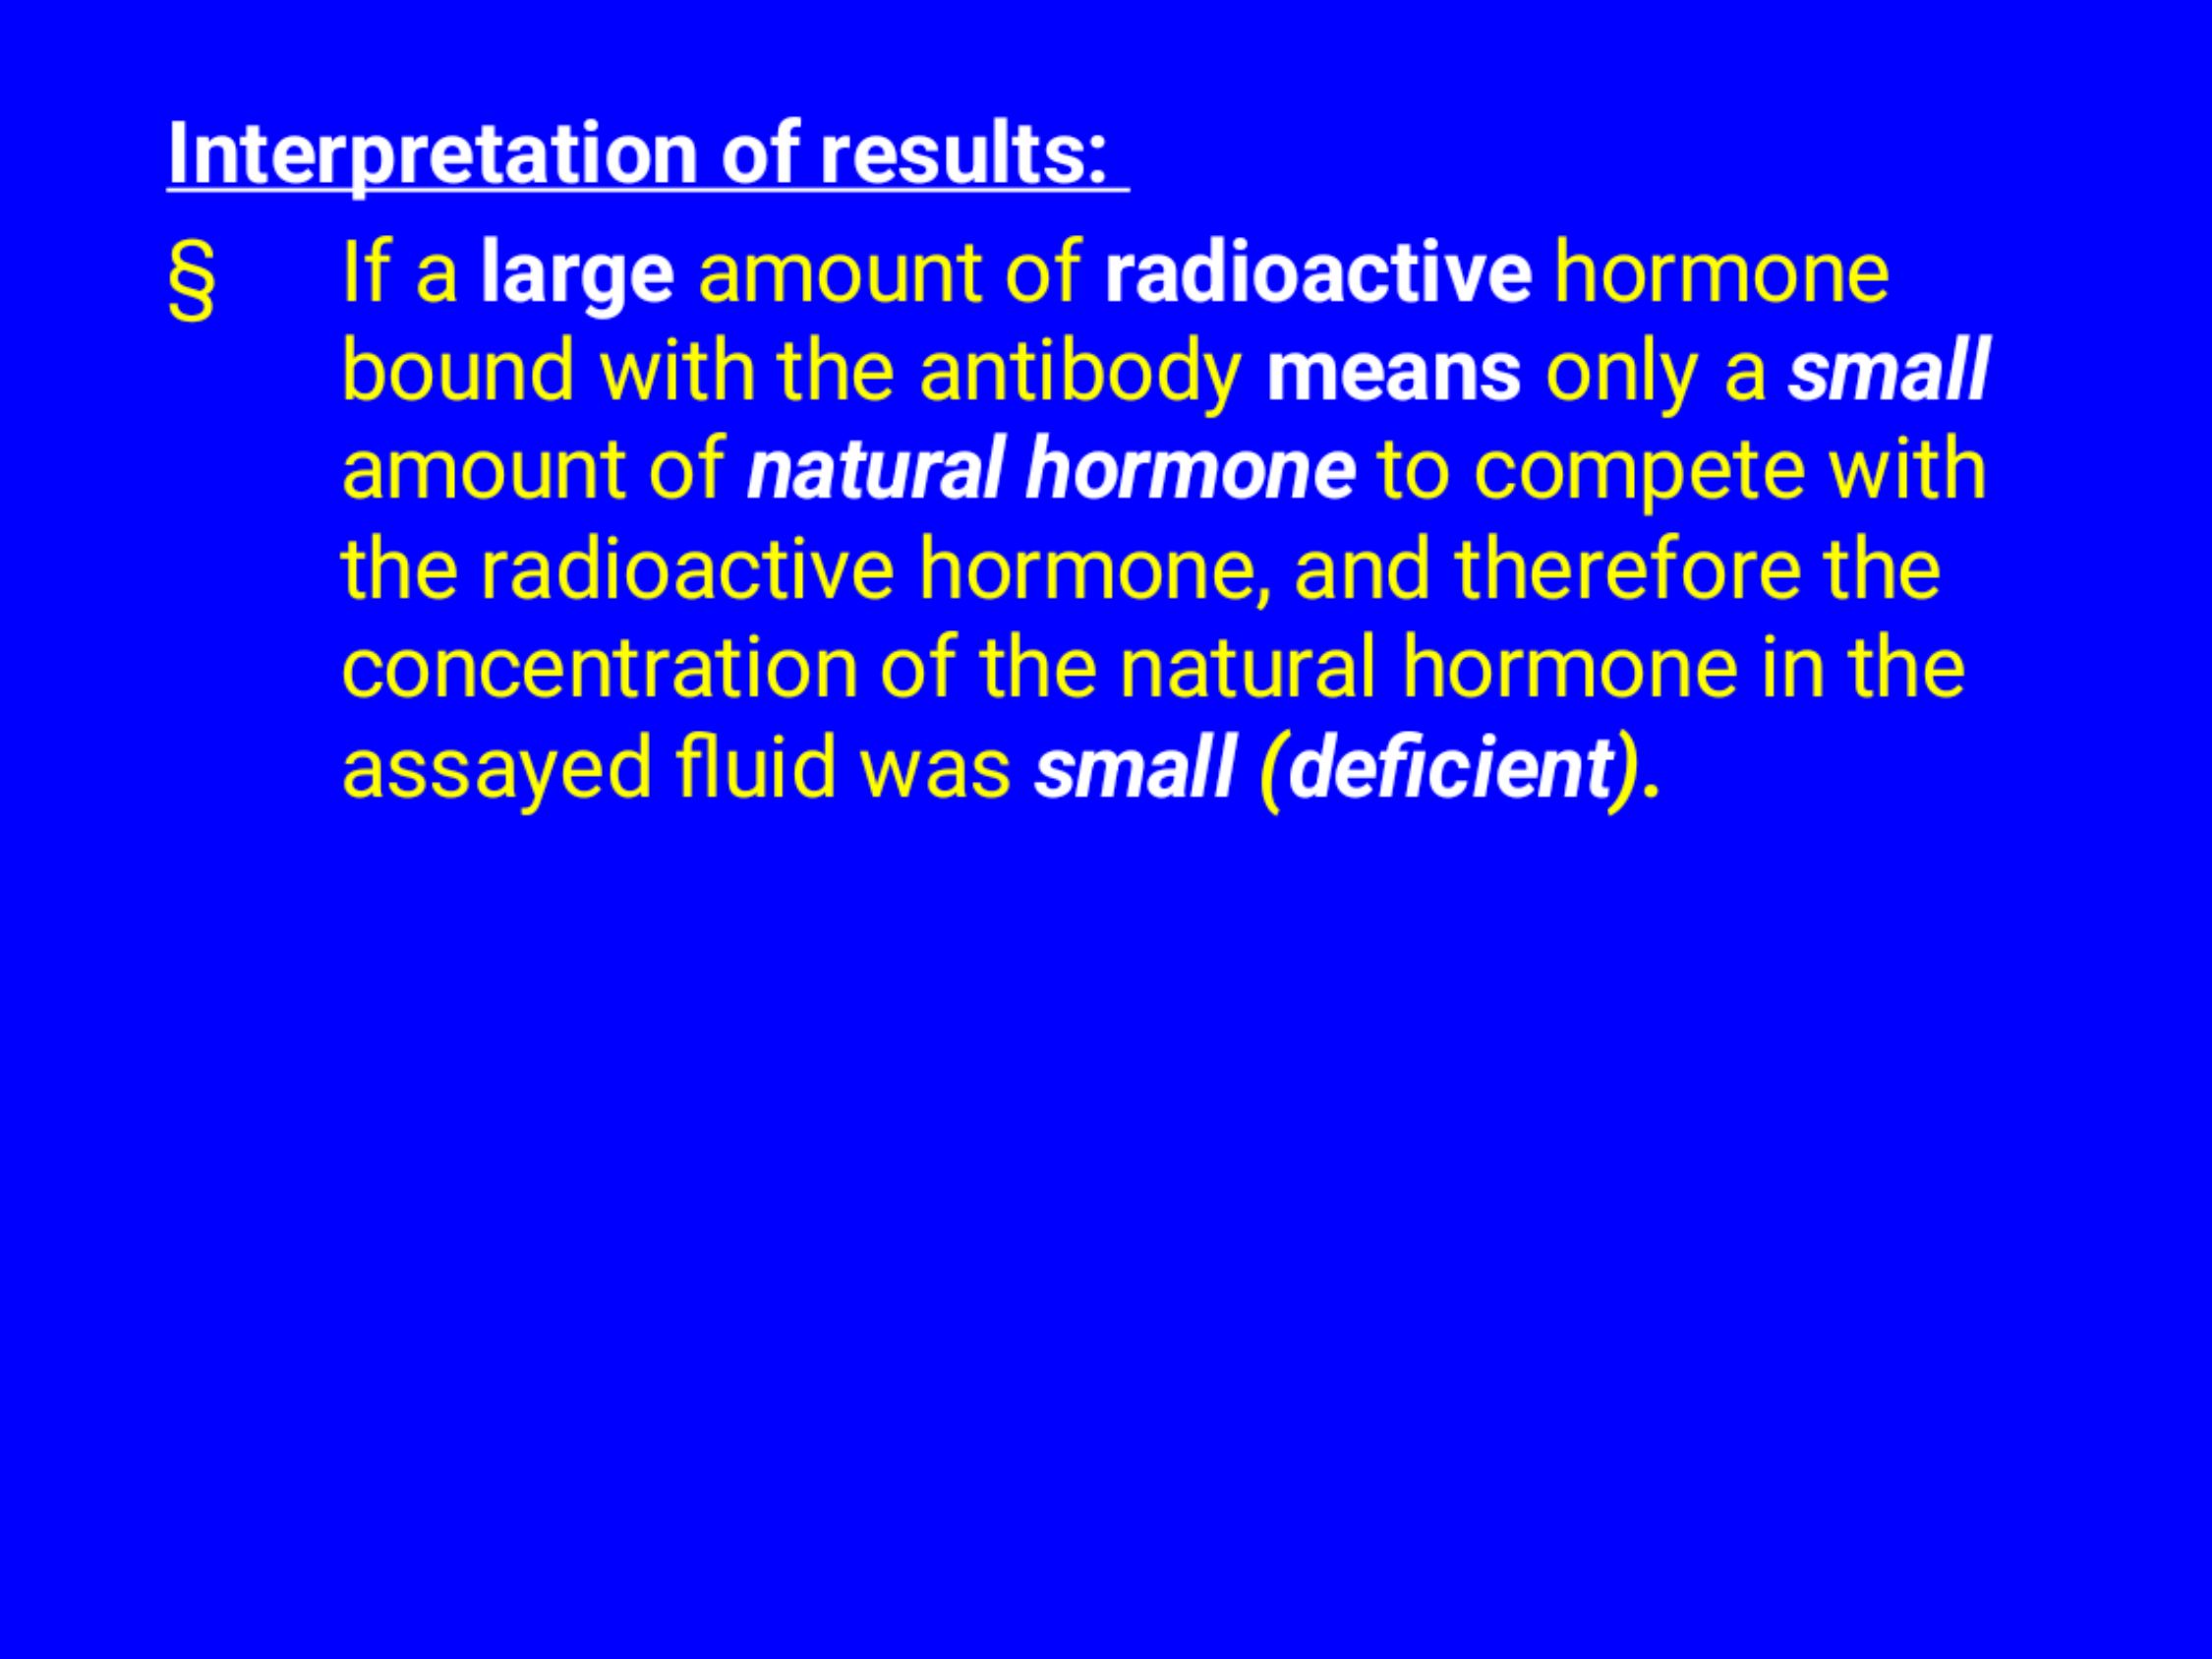 Interpretation of results:
§ If a large amount of radioactive hormone
bound with the antibody means only a small
amount of natural hormone to compete with
the radioactive hormone, and therefore the
concentration of the natural hormone in the
assayed fluid was small (deficient).